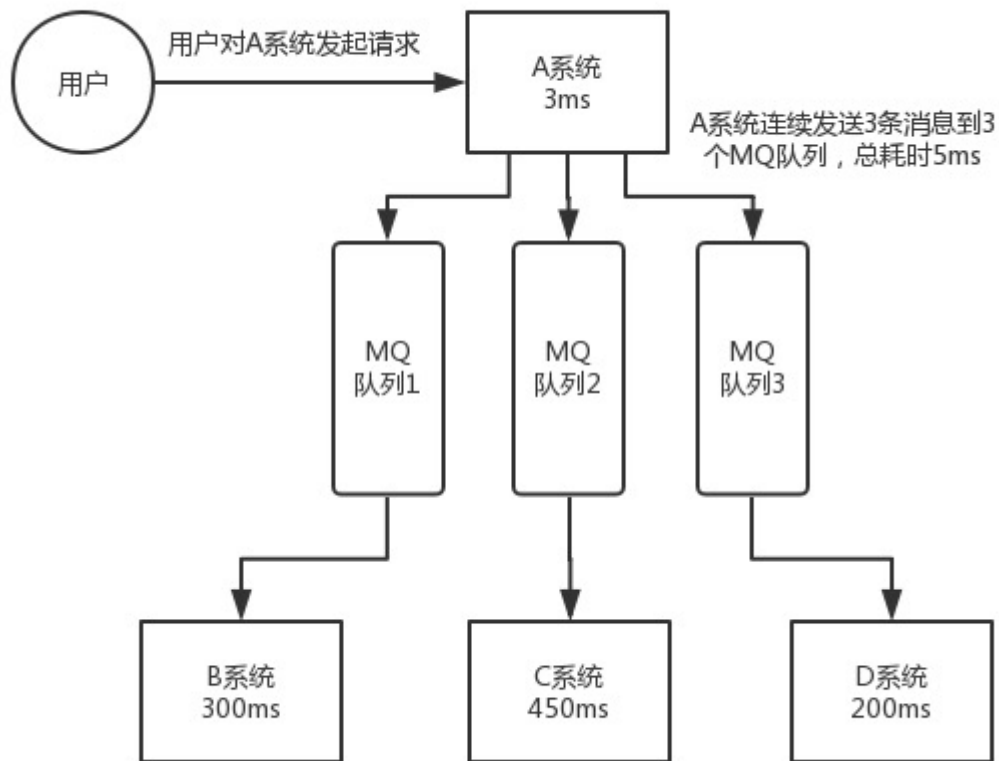 用户
用户对A系统发起请求
A系统
3ms
A系统连续发送3条消息到3
个MQ队列，总耗时5ms
MQ
队列1
MQ
队列2
MQ
队列3
B系统
300ms
C系统
450ms
D系统
200ms